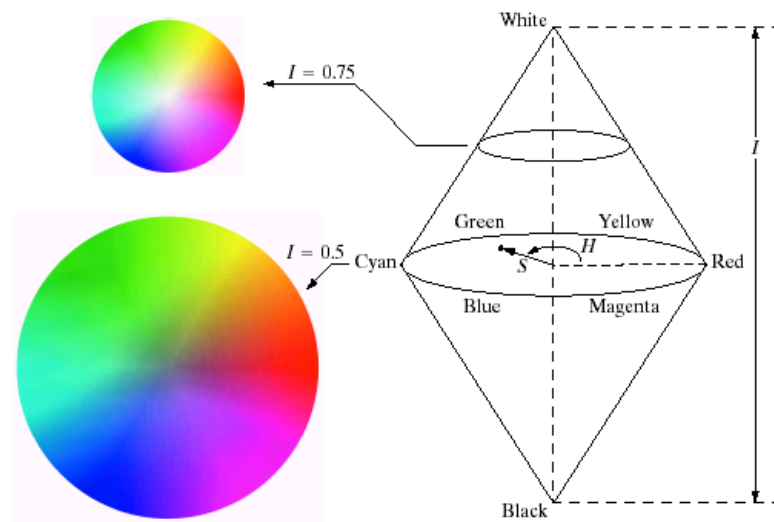 White
I = 0.75
I
Green
Yellow
H
I = 0.5
Cyan
S
Red
Blue
Magenta
Black